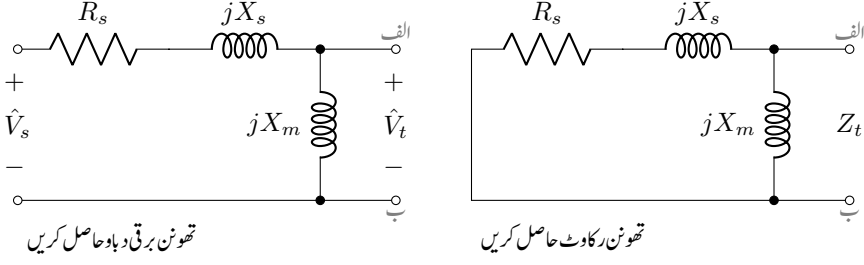 R_s jX_s الف
+ +
V̂_s jX_m V̂_t
− −
ب
تھونن برقی دباو حاصل کریں
R_s jX_s الف
jX_m Z_t
ب
تھونن رکاوٹ حاصل کریں